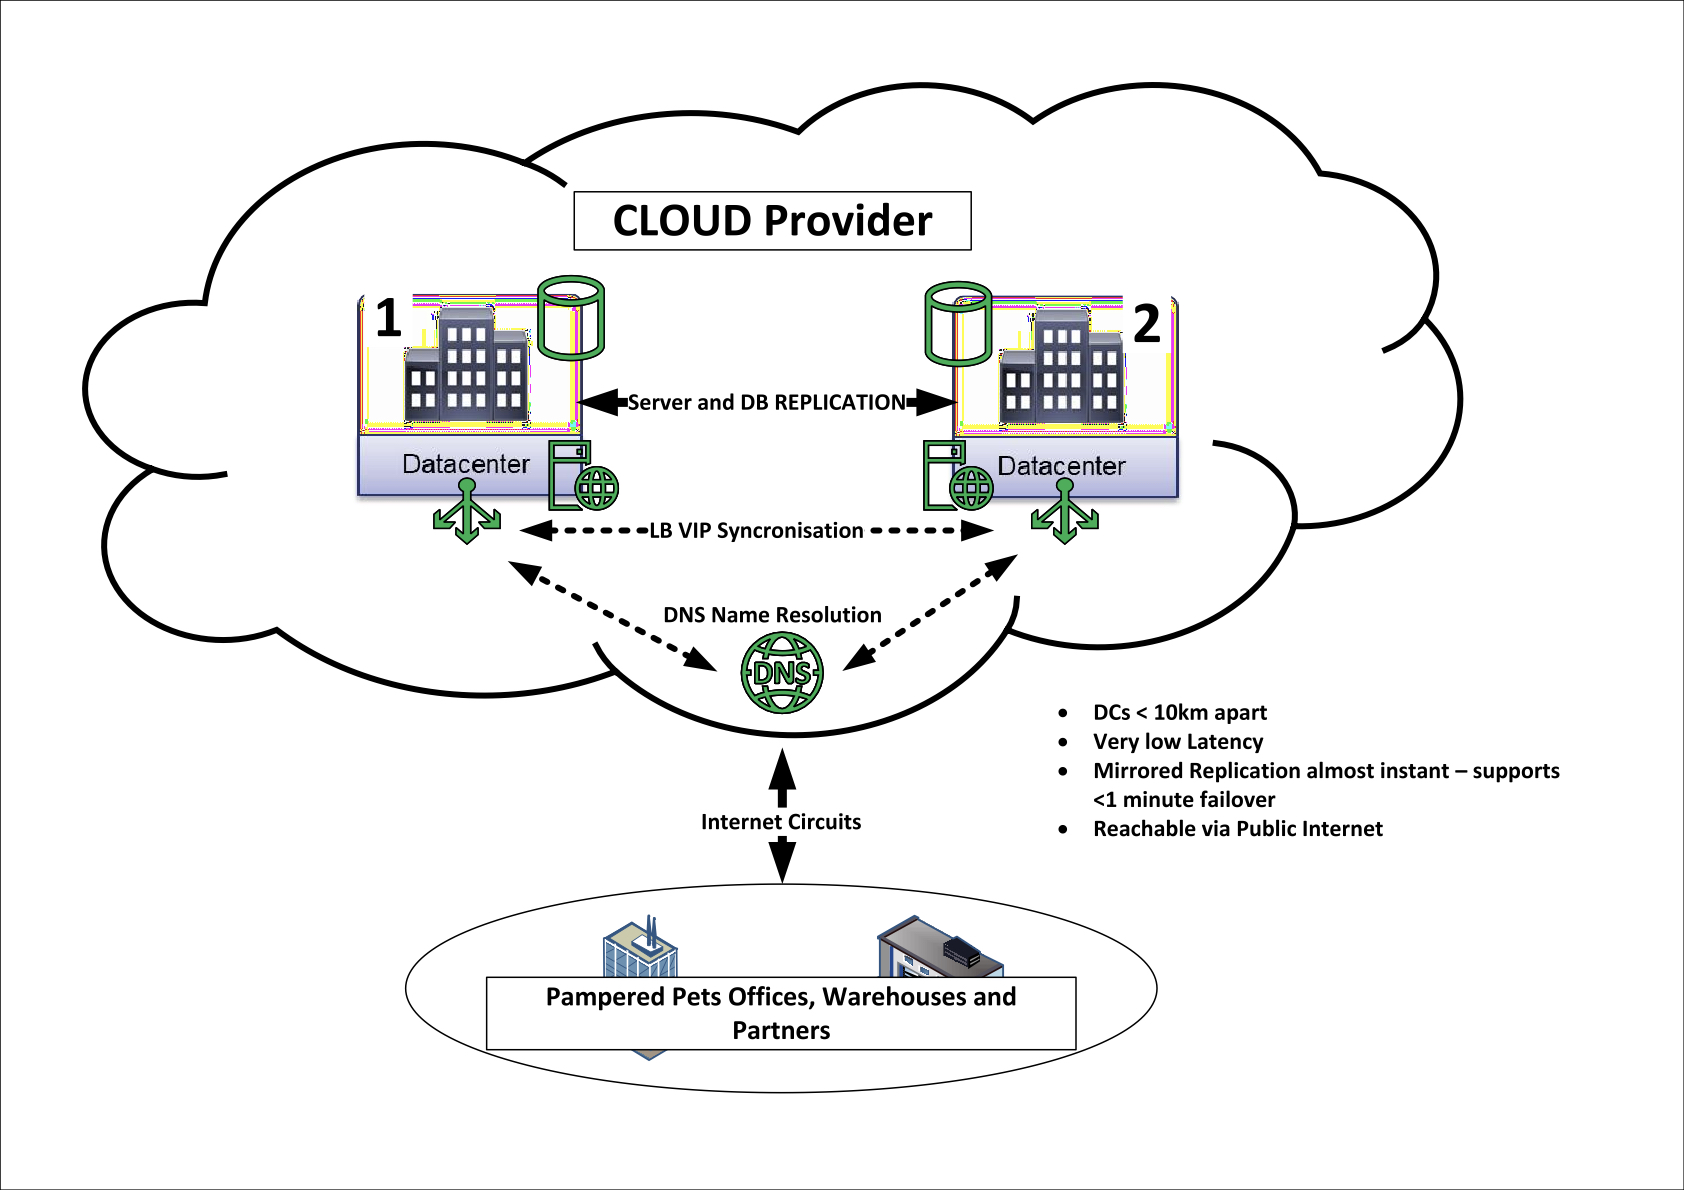 CLOUD Provider
1
2
Server and DB REPLICATION
Datacenter
Datacenter
LB VIP Syncronisation
DNS Name Resolution
DNS
• DCs < 10km apart
• Very low Latency
• Mirrored Replication almost instant – supports
<1 minute failover
• Reachable via Public Internet
Internet Circuits
Pampered Pets Offices, Warehouses and
Partners